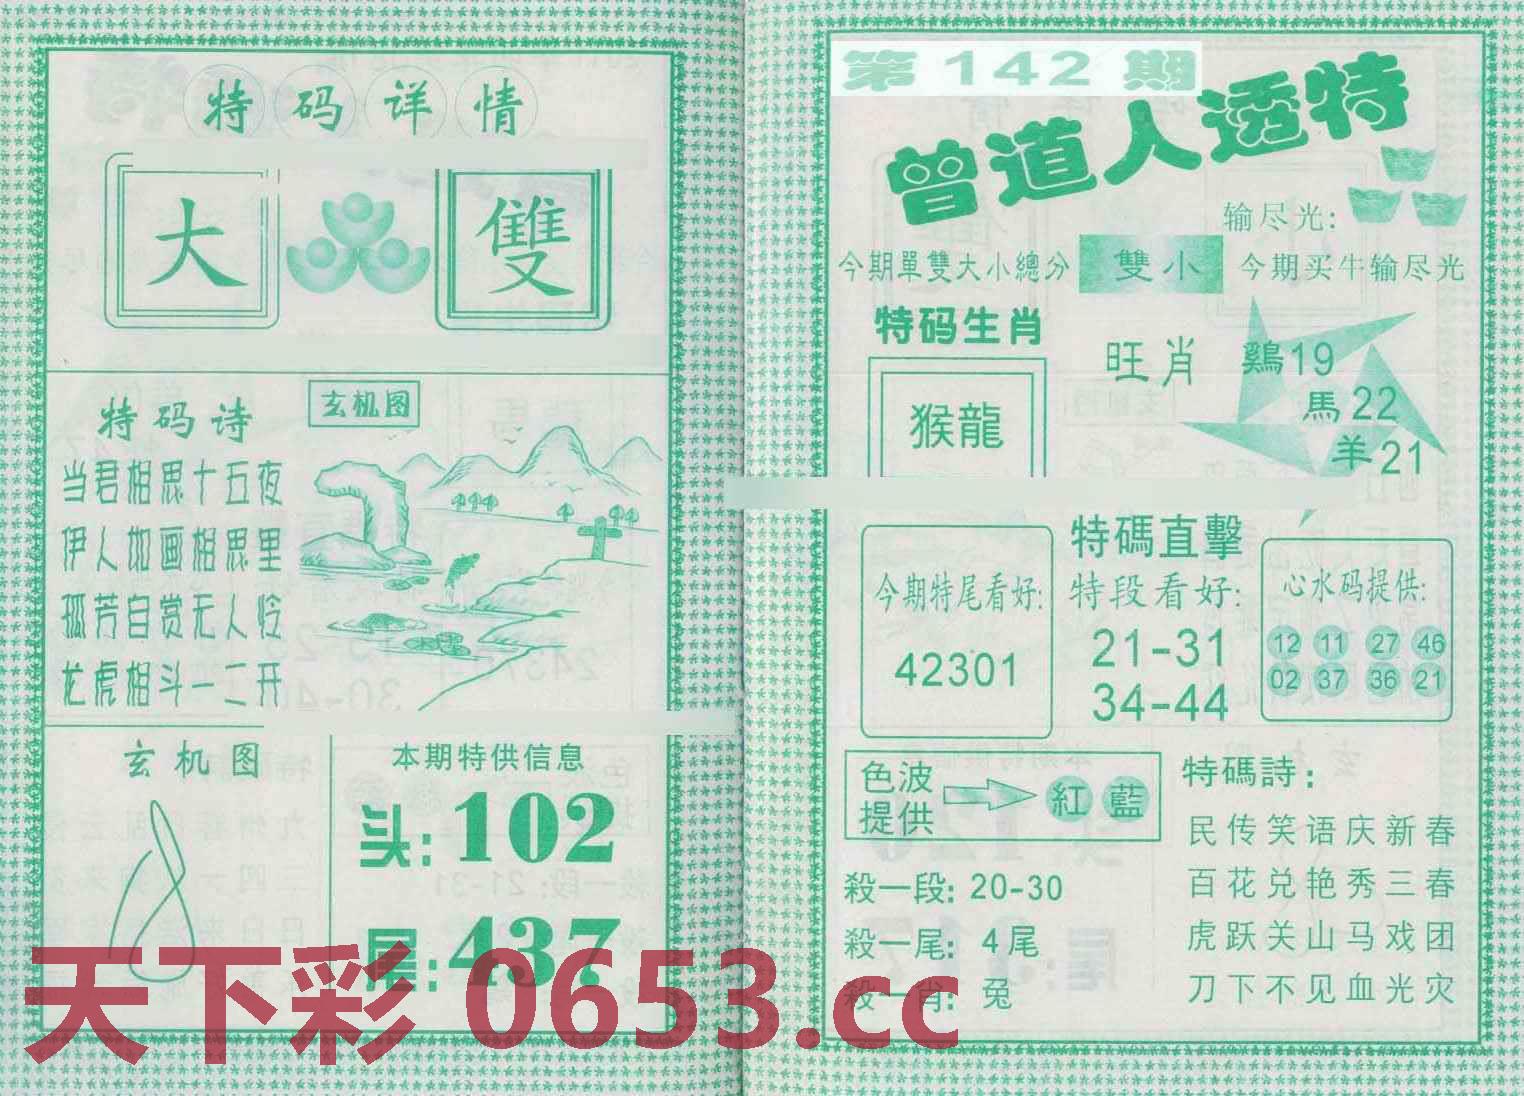 特码详情
大 雙
特码诗
玄机图
当君相思十五夜
伊人如画相思里
孤芳自赏无人怜
龙虎相斗一二开
玄机图
本期特供信息
头:102
尾:437
第142期
曾道人透特
输尽光:
今期單雙大小總分 雙小 今期买牛输尽光
特码生肖
猴龍
旺肖
鷄19
馬22
羊21
今期特尾看好:
42301
特碼直擊
特段看好:
21-31
34-44
心水码提供:
12 11 27 46
02 37 36 21
色波
提供
紅 藍
殺一段: 20-30
殺一尾: 4尾
殺一肖: 兔
特碼詩:
民传笑语庆新春
百花兑艳秀三春
虎跃关山马戏团
刀下不见血光灾
天下彩 0653.cc